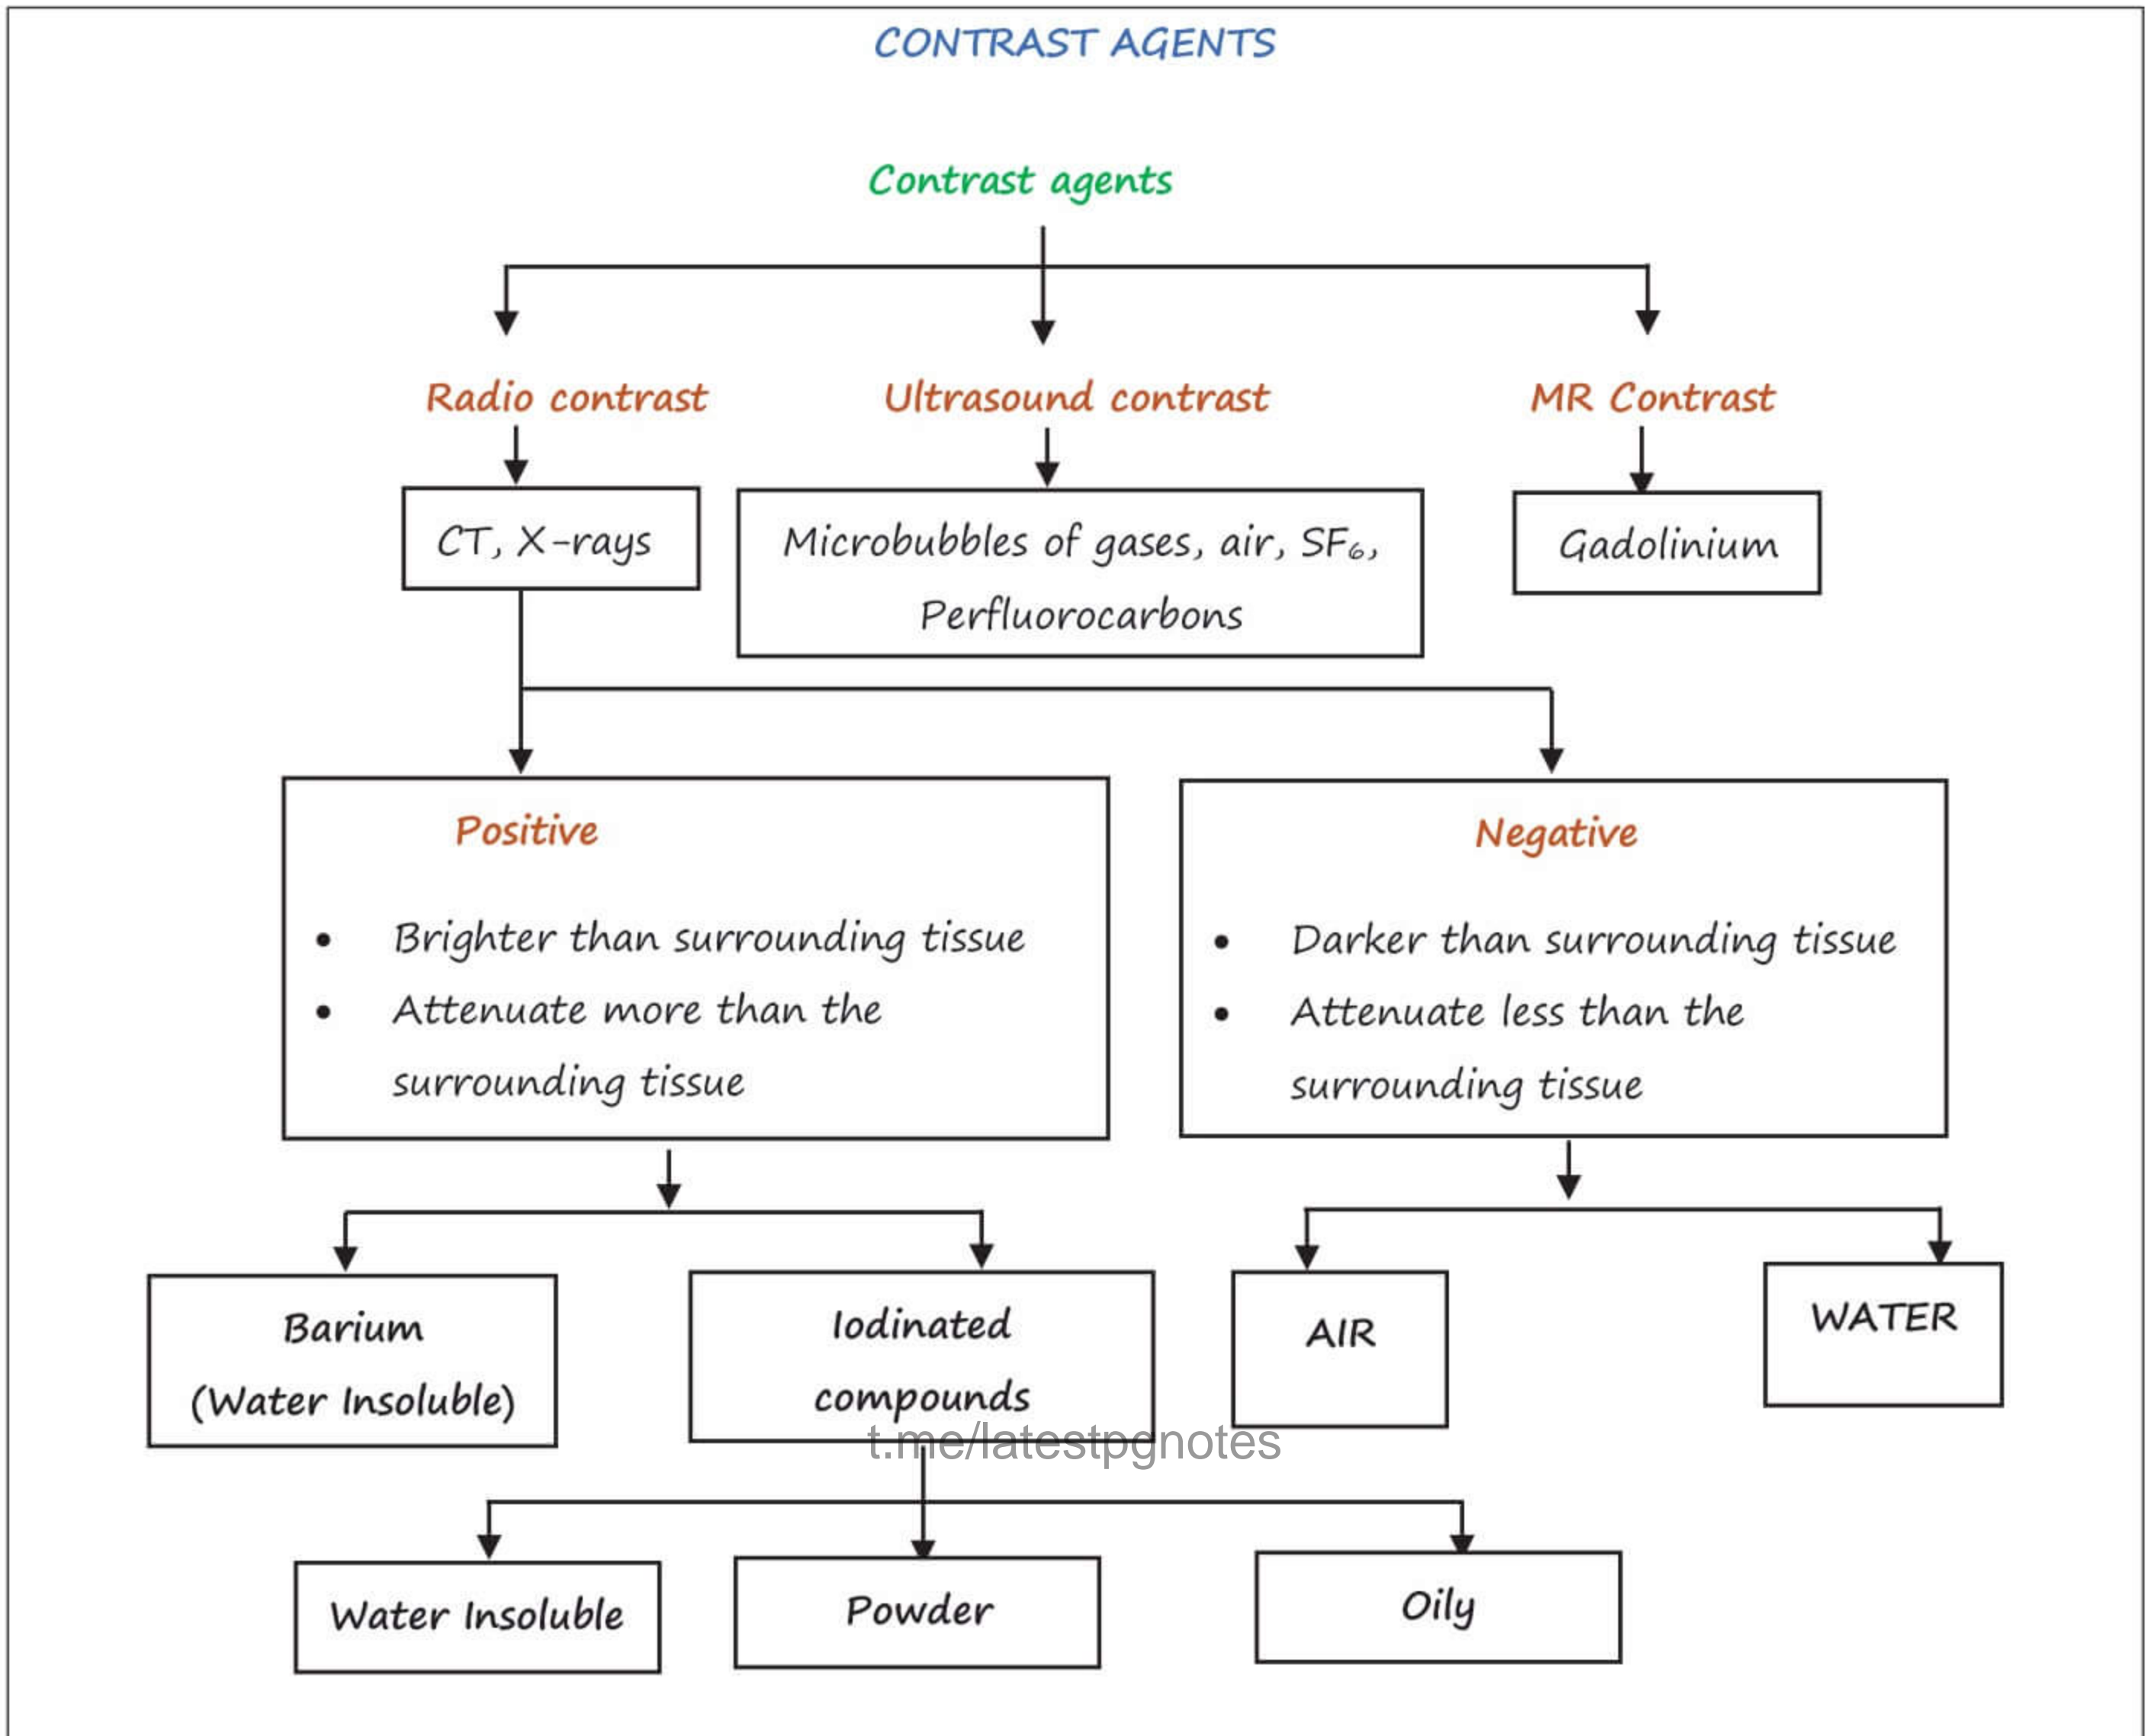 CONTRAST AGENTS
Contrast agents
Radio contrast
Ultrasound contrast
MR Contrast
CT, X-rays
Microbubbles of gases, air, SF₆,
Perfluorocarbons
Gadolinium
Positive
• Brighter than surrounding tissue
• Attenuate more than the
surrounding tissue
Negative
• Darker than surrounding tissue
• Attenuate less than the
surrounding tissue
Barium
(Water Insoluble)
Iodinated
compounds
AIR
WATER
t.me/latestpgnotes
Water Insoluble
Powder
Oily